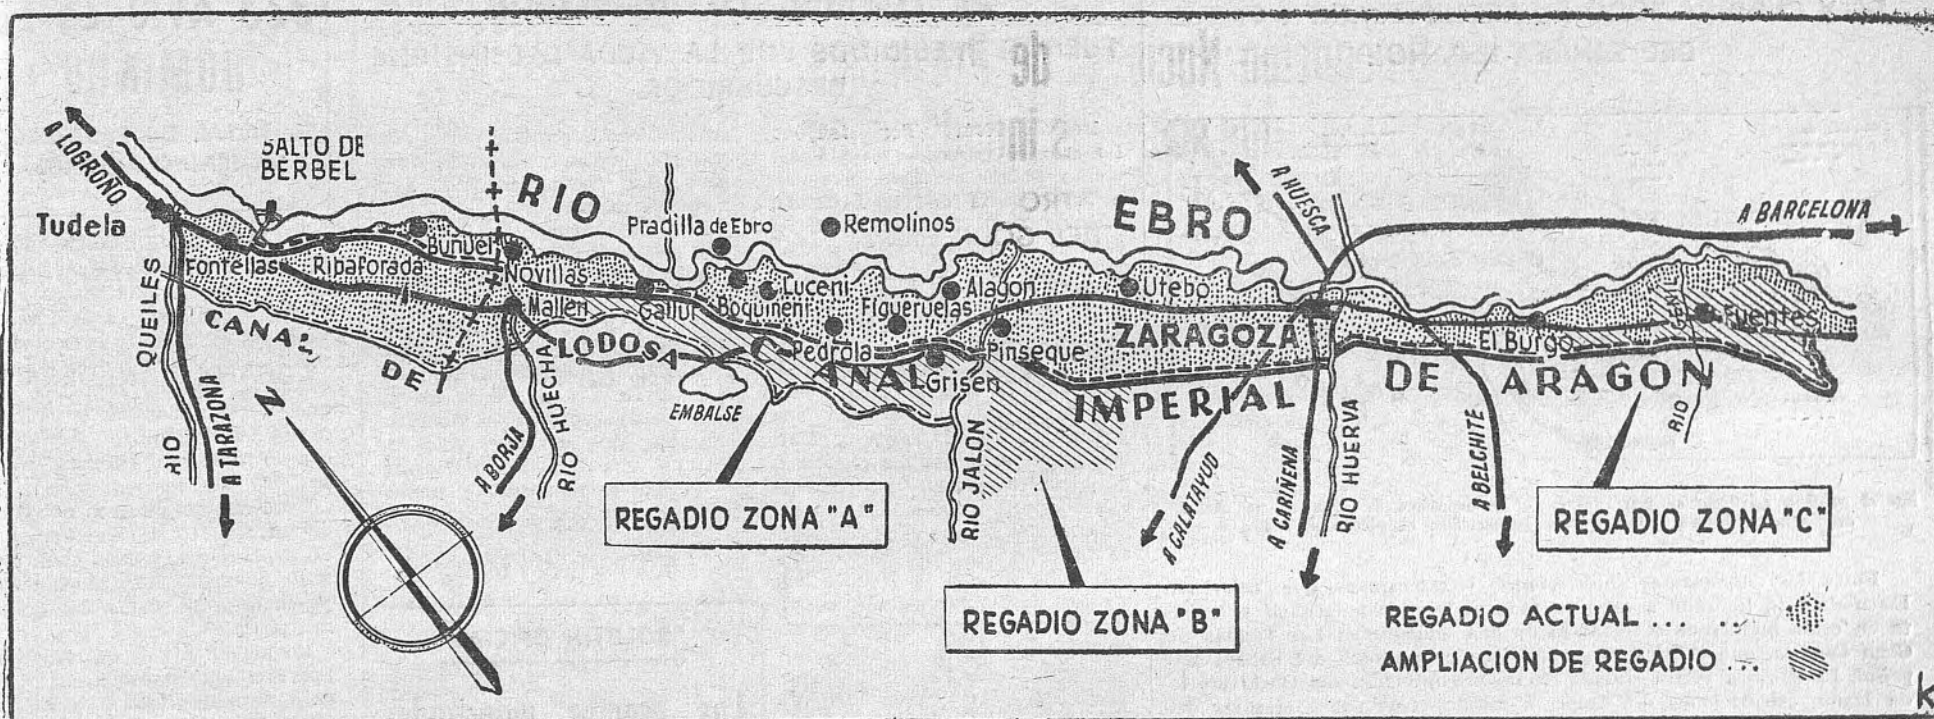 A LOGROÑO
SALTO DE
BERBEL
RIO
EBRO
A HUESCA
A BARCELONA
Tudela
Fontellas
Ribaforada
Buñuel
Novillas
Mallen
Gallur
Pradilla de Ebro
Remolinos
Boquiñeni
Luceni
Figueruelas
Alagon
Utebo
Pedrola
Grisen
Pinseque
ZARAGOZA
El Burgo
Fuentes
RIO QUEILES
A TARAZONA
CANAL DE LODOSA
A BORJA
RIO HUECHA
EMBALSE
CANAL IMPERIAL DE ARAGON
RIO JALON
A CALATAYUD
A CARIÑENA
RIO HUERVA
A BELCHITE
RIO
N
REGADIO ZONA "A"
REGADIO ZONA "B"
REGADIO ZONA "C"
REGADIO ACTUAL ... ..
AMPLIACION DE REGADIO ...